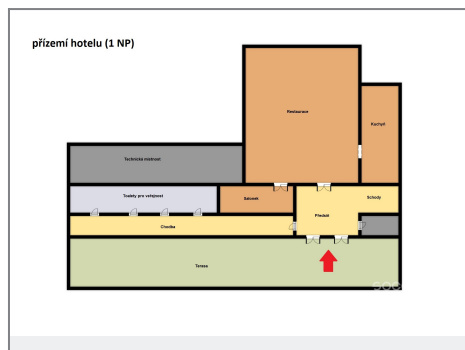 přízemí hotelu (1 NP)
Restaurace
Kuchyň
Technická místnost
Toalety pro veřejnost
Salonek
Schody
Předsíň
Chodba
Terasa